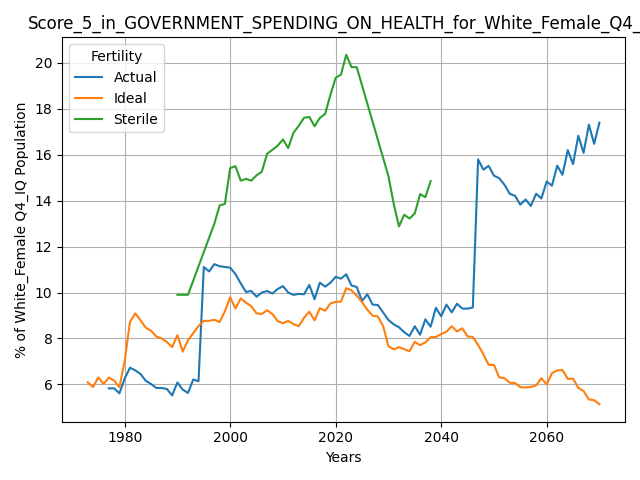 Score_5_in_GOVERNMENT_SPENDING_ON_HEALTH_for_White_Female_Q4_
Fertility
Actual
Ideal
Sterile
% of White_Female Q4_IQ Population
20
18
16
14
12
10
8
6
1980
2000
2020
2040
2060
Years